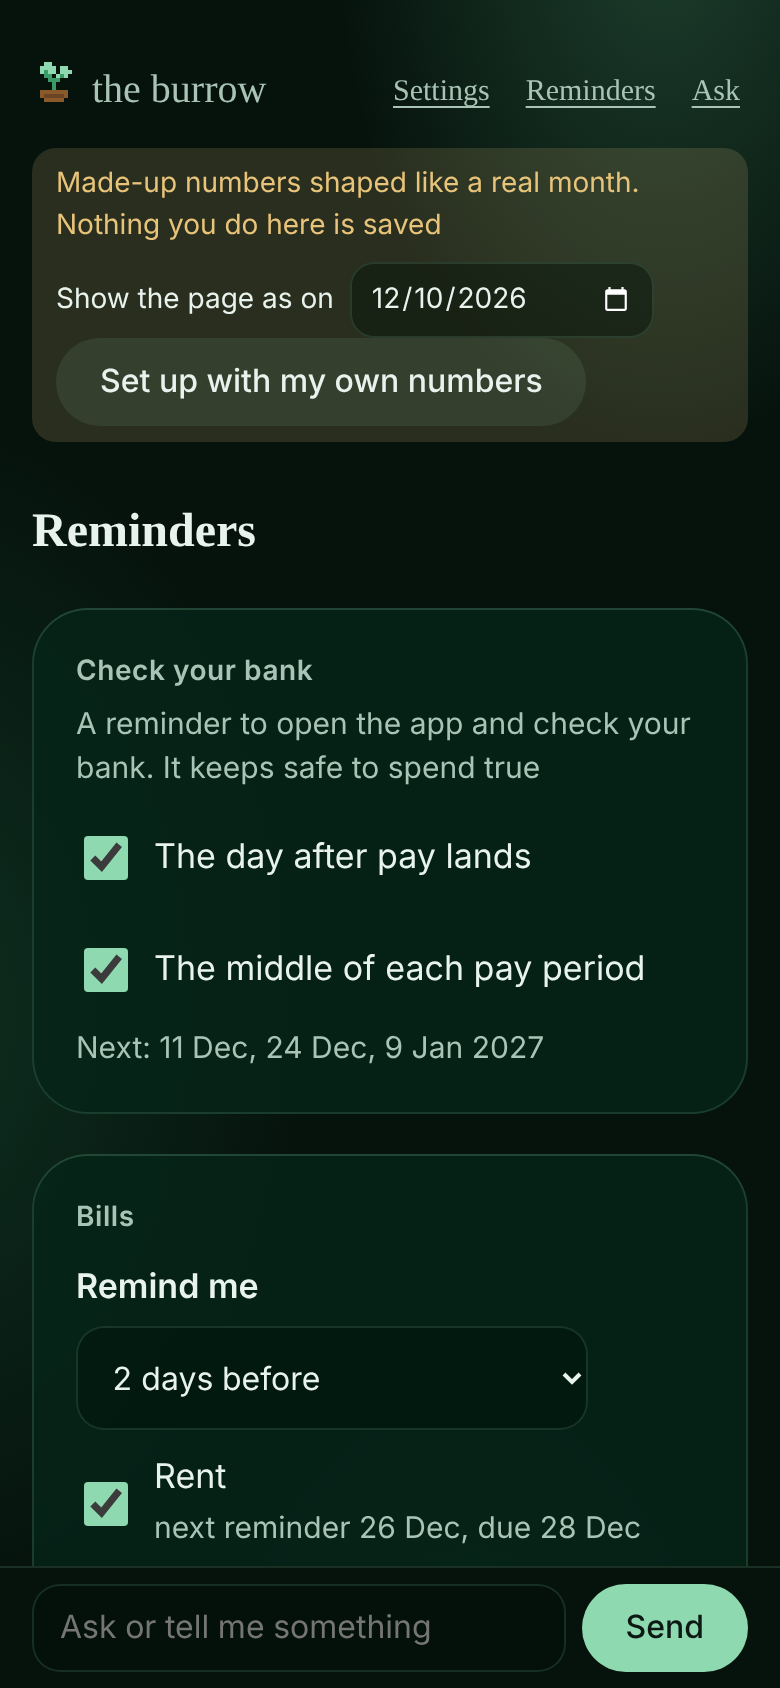 the burrow
Settings
Reminders
Ask
Made-up numbers shaped like a real month.
Nothing you do here is saved
Show the page as on
12/10/2026
Set up with my own numbers
Reminders
Check your bank
A reminder to open the app and check your
bank. It keeps safe to spend true
The day after pay lands
The middle of each pay period
Next: 11 Dec, 24 Dec, 9 Jan 2027
Bills
Remind me
2 days before
Rent
next reminder 26 Dec, due 28 Dec
Ask or tell me something
Send